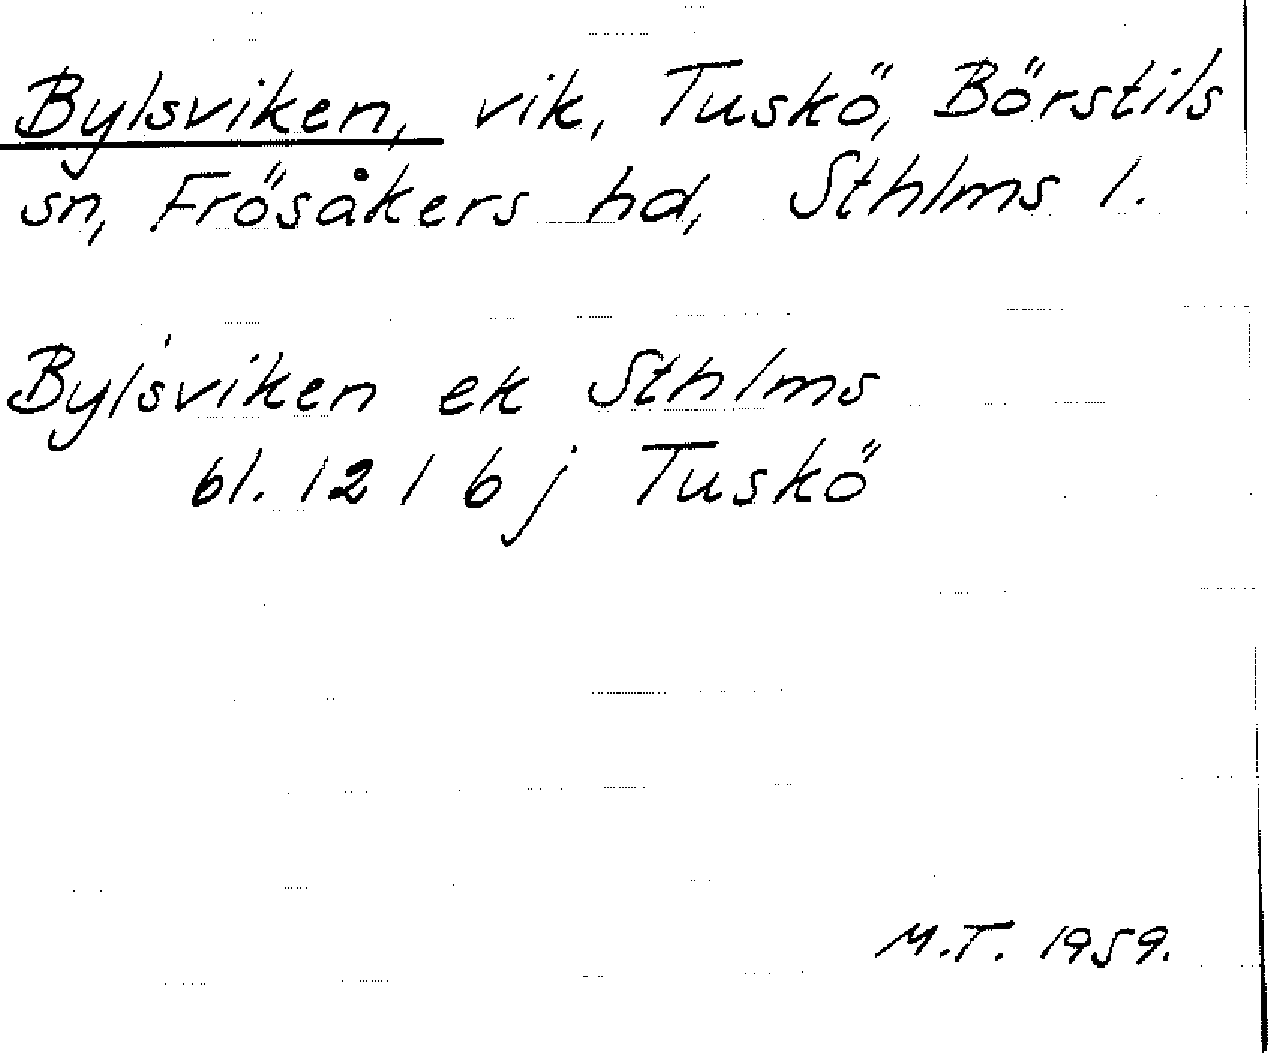 Bylsviken, vik, Tuskö, Börstils
sn, Frösåkers hd, Sthlms l.
Bylsviken ek Sthlms
bl. 12 I 6 j Tuskö
M.T. 1959.